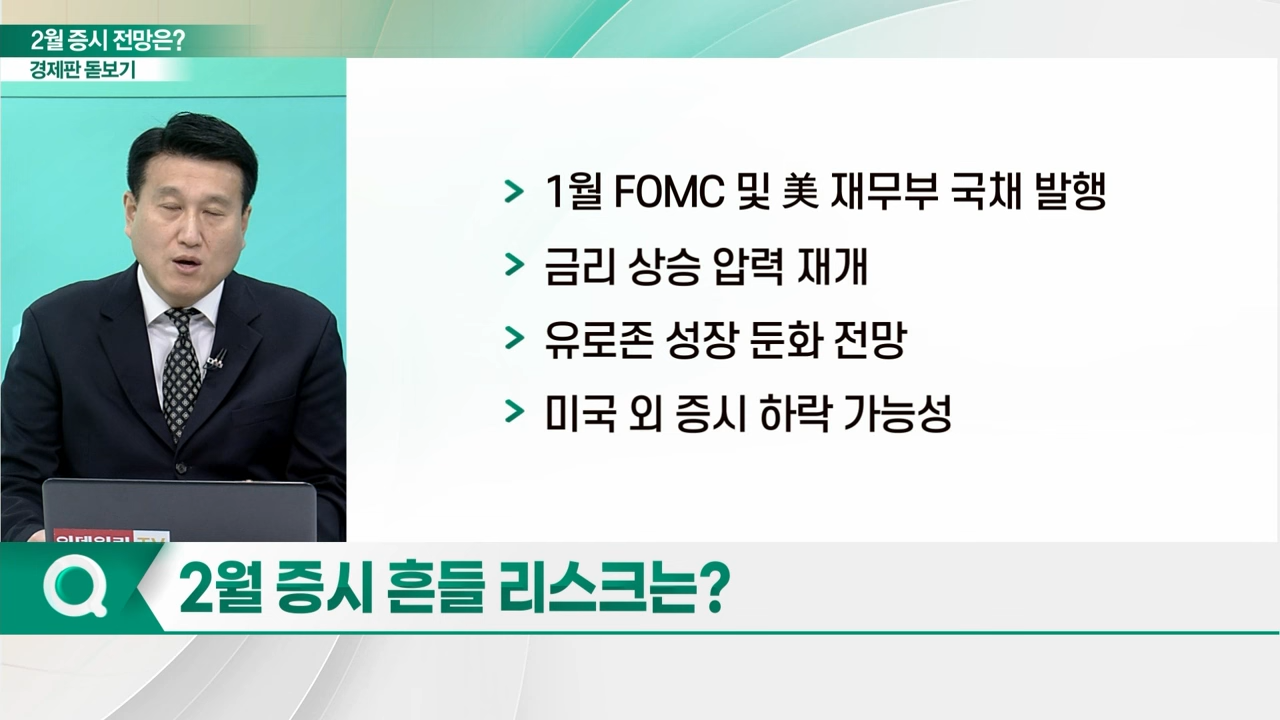 2월 증시 전망은?
경제판 돋보기
> 1월 FOMC 및 美 재무부 국채 발행
> 금리 상승 압력 재개
> 유로존 성장 둔화 전망
> 미국 외 증시 하락 가능성
TV
Q 2월 증시 흔들 리스크는?